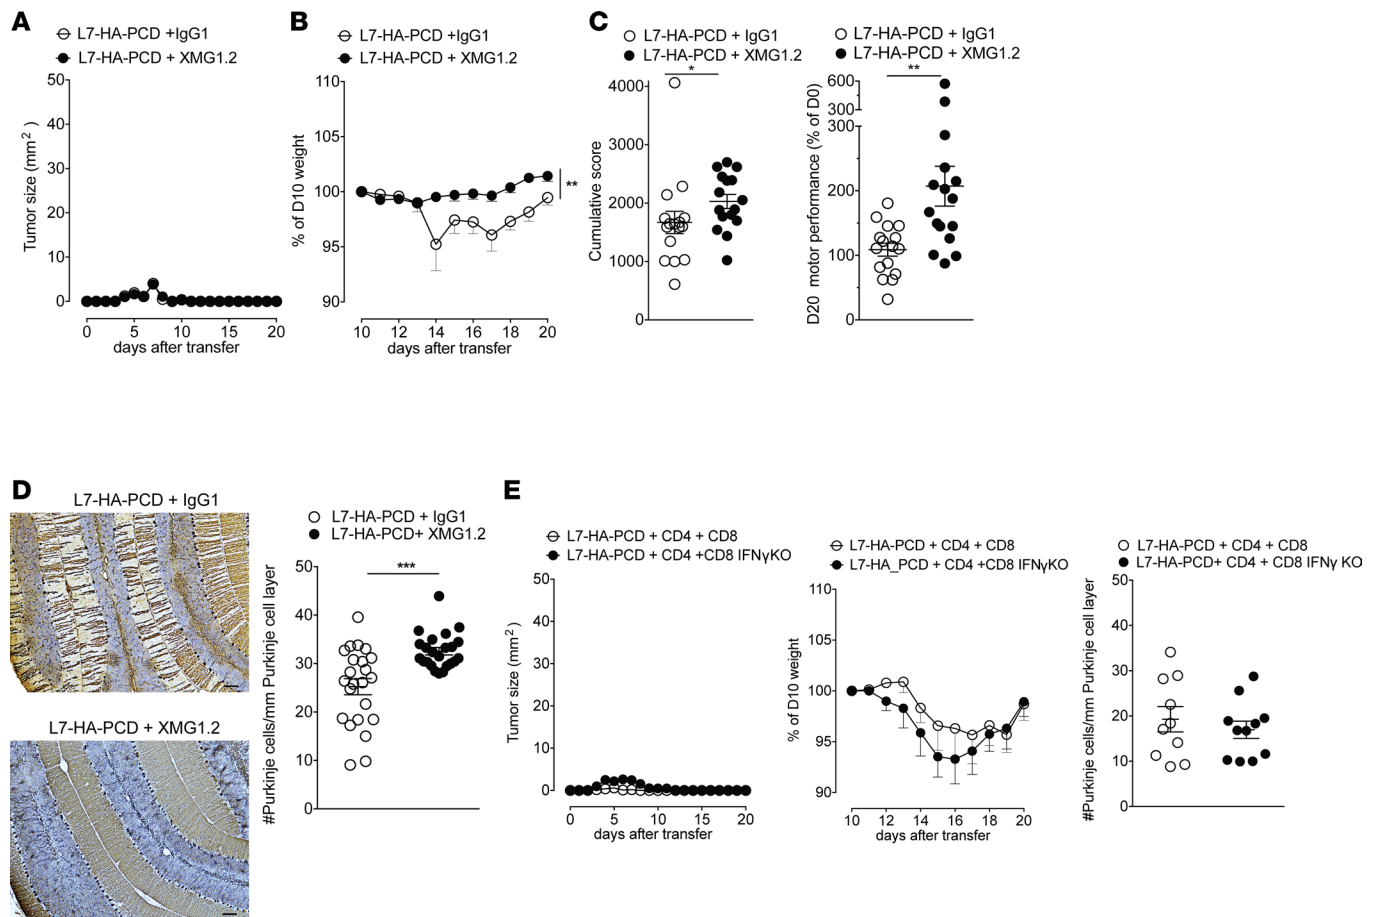 A
L7-HA-PCD +IgG1
L7-HA-PCD + XMG1.2
Tumor size (mm²)
50
40
30
20
10
0
0 5 10 15 20
days after transfer
B
L7-HA-PCD +IgG1
L7-HA-PCD + XMG1.2
% of D10 weight
110
105
100
95
90
**
10 12 14 16 18 20
days after transfer
C
L7-HA-PCD + IgG1
L7-HA-PCD + XMG1.2
*
Cumulative score
4000
3000
2000
1000
0
L7-HA-PCD + IgG1
L7-HA-PCD + XMG1.2
**
D20 motor performance (% of D0)
600
300
300
200
100
0
D
L7-HA-PCD + IgG1
L7-HA-PCD + XMG1.2
L7-HA-PCD + IgG1
L7-HA-PCD+ XMG1.2
***
#Purkinje cells/mm Purkinje cell layer
50
40
30
20
10
0
E
L7-HA-PCD + CD4 + CD8
L7-HA-PCD + CD4 +CD8 IFNγKO
Tumor size (mm²)
50
40
30
20
10
0
0 5 10 15 20
days after transfer
L7-HA-PCD + CD4 + CD8
L7-HA_PCD + CD4 +CD8 IFNγKO
% of D10 weight
110
105
100
95
90
10 12 14 16 18 20
days after transfer
L7-HA-PCD + CD4 + CD8
L7-HA-PCD+ CD4 + CD8 IFNγ KO
#Purkinje cells/mm Purkinje cell layer
50
40
30
20
10
0